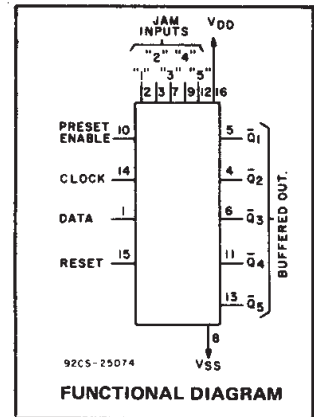 JAM
INPUTS
VDD
"2" "4"
"1" "3" "5"
2 3 7 9 12 16
PRESET
ENABLE 10
5 Q̅1
CLOCK 14
4 Q̅2
DATA 1
6 Q̅3
RESET 15
11 Q̅4
13 Q̅5
BUFFERED OUT.
8
92CS-25074
VSS
FUNCTIONAL DIAGRAM